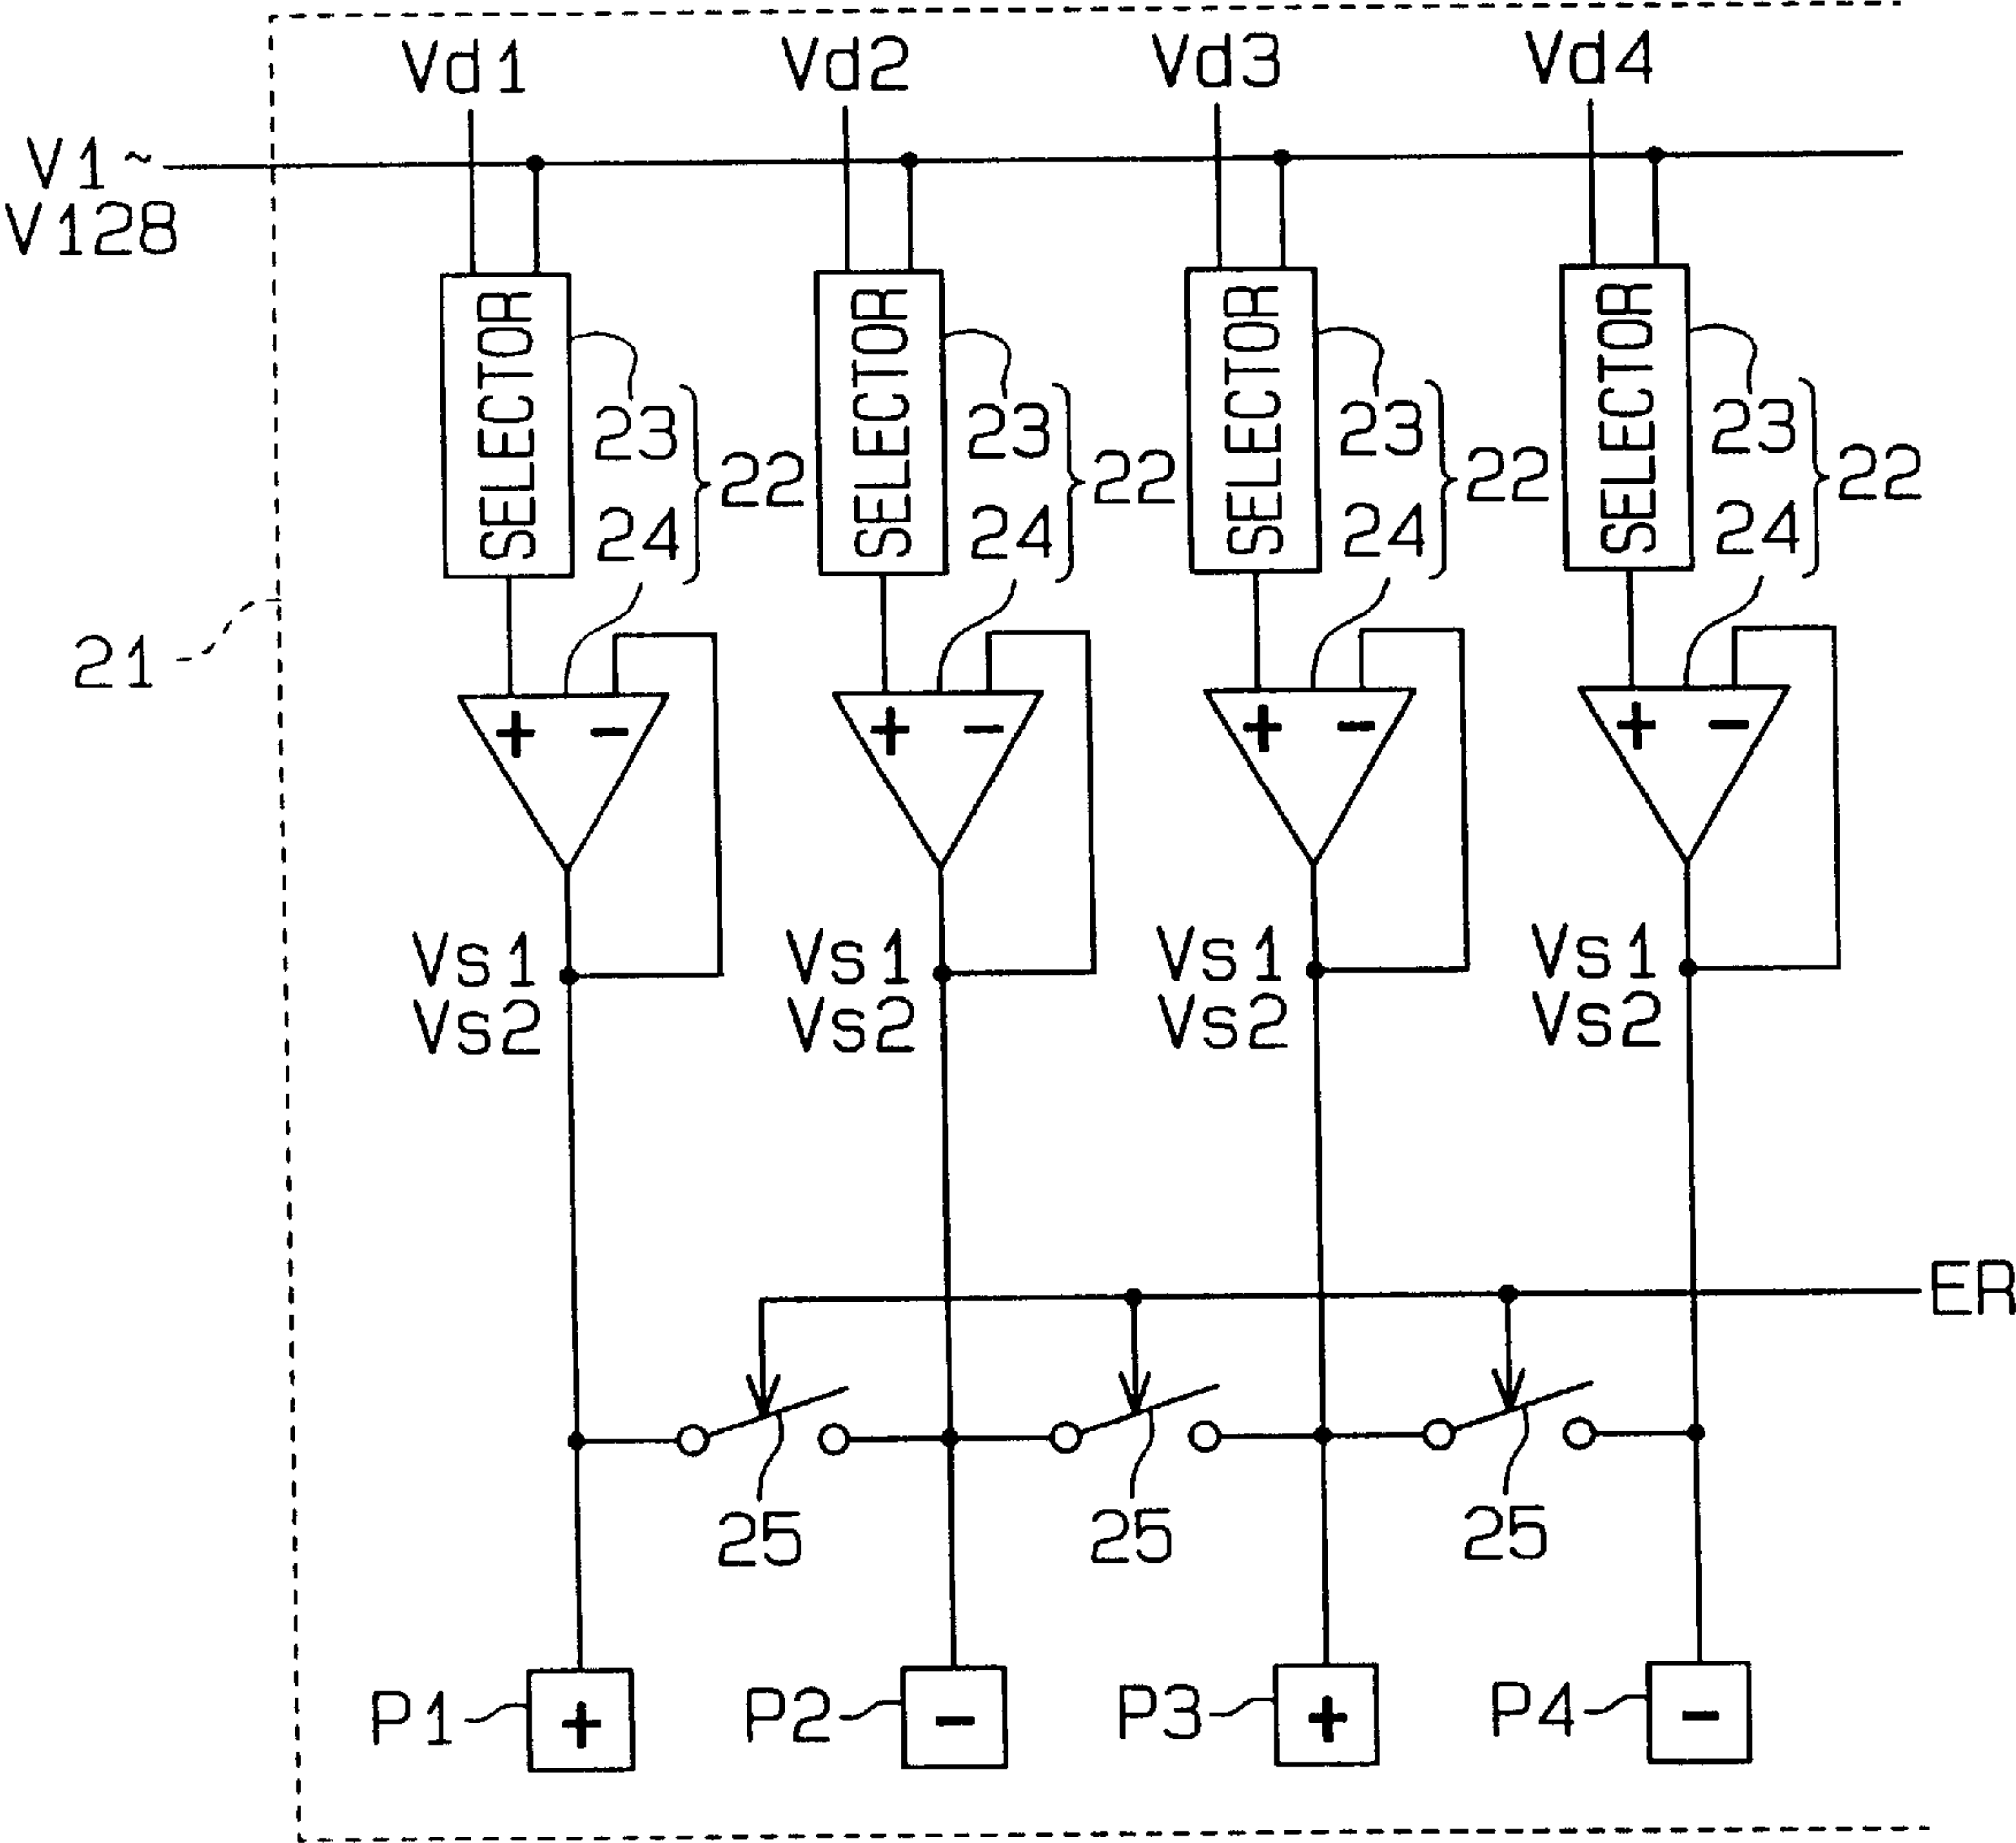 Vd1 Vd2 Vd3 Vd4
V1~
V128
SELECTOR SELECTOR SELECTOR SELECTOR
23 23 23 23
22 22 22 22
24 24 24 24
21
+ − + − + − + −
Vs1 Vs1 Vs1 Vs1
Vs2 Vs2 Vs2 Vs2
ER
25 25 25
P1 + P2 − P3 + P4 −